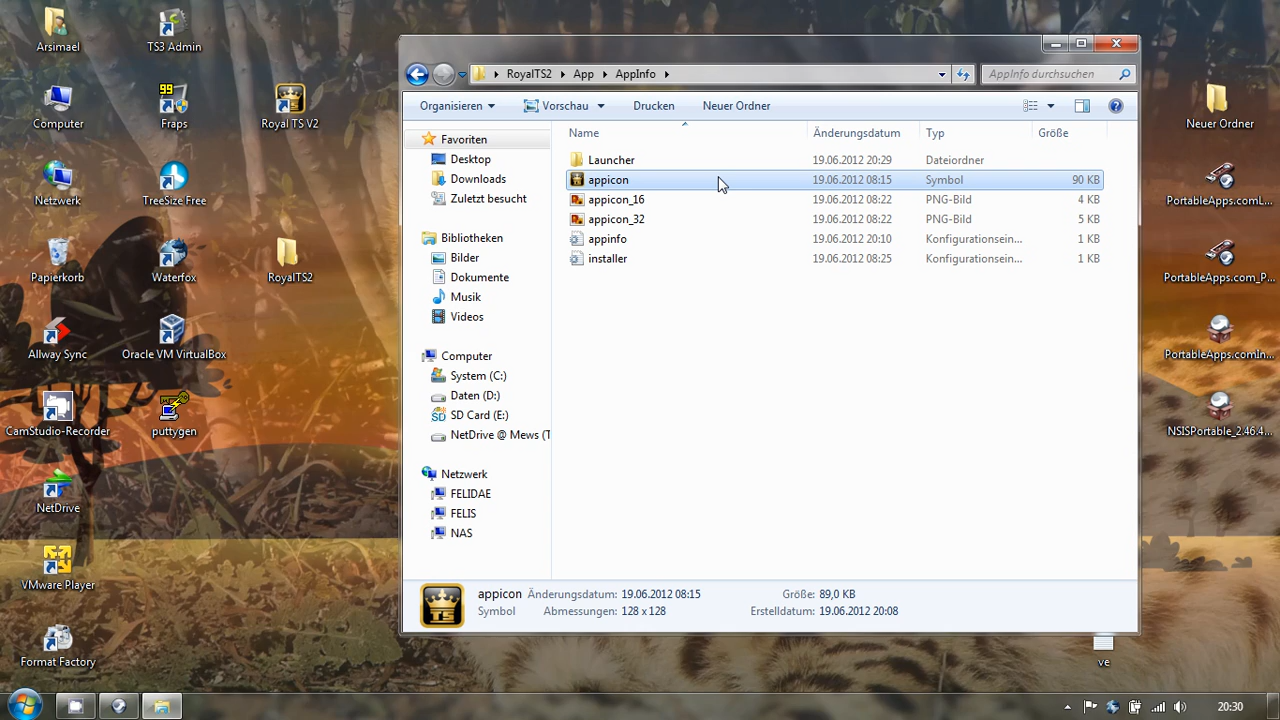 Arsimael
TS3 Admin
Computer
Fraps
Royal TS V2
Netzwerk
TreeSize Free
Papierkorb
Waterfox
RoyalTS2
Allway Sync
Oracle VM VirtualBox
CamStudio-Recorder
puttygen
NetDrive
VMware Player
Format Factory
RoyalTS2 App AppInfo
AppInfo durchsuchen
Organisieren Vorschau Drucken Neuer Ordner
Favoriten
Desktop
Downloads
Zuletzt besucht
Bibliotheken
Bilder
Dokumente
Musik
Videos
Computer
System (C:)
Daten (D:)
SD Card (E:)
NetDrive @ Mews (T
Netzwerk
FELIDAE
FELIS
NAS
Name Änderungsdatum Typ Größe
Launcher 19.06.2012 20:29 Dateiordner
appicon 19.06.2012 08:15 Symbol 90 KB
appicon_16 19.06.2012 08:22 PNG-Bild 4 KB
appicon_32 19.06.2012 08:22 PNG-Bild 5 KB
appinfo 19.06.2012 20:10 Konfigurationsein... 1 KB
installer 19.06.2012 08:25 Konfigurationsein... 1 KB
TS
appicon Änderungsdatum: 19.06.2012 08:15 Größe: 89,0 KB
Symbol Abmessungen: 128 x 128 Erstelldatum: 19.06.2012 20:08
Neuer Ordner
PortableApps.comL...
PortableApps.com_P...
PortableApps.comIn...
NSISPortable_2.46.4...
ve
20:30